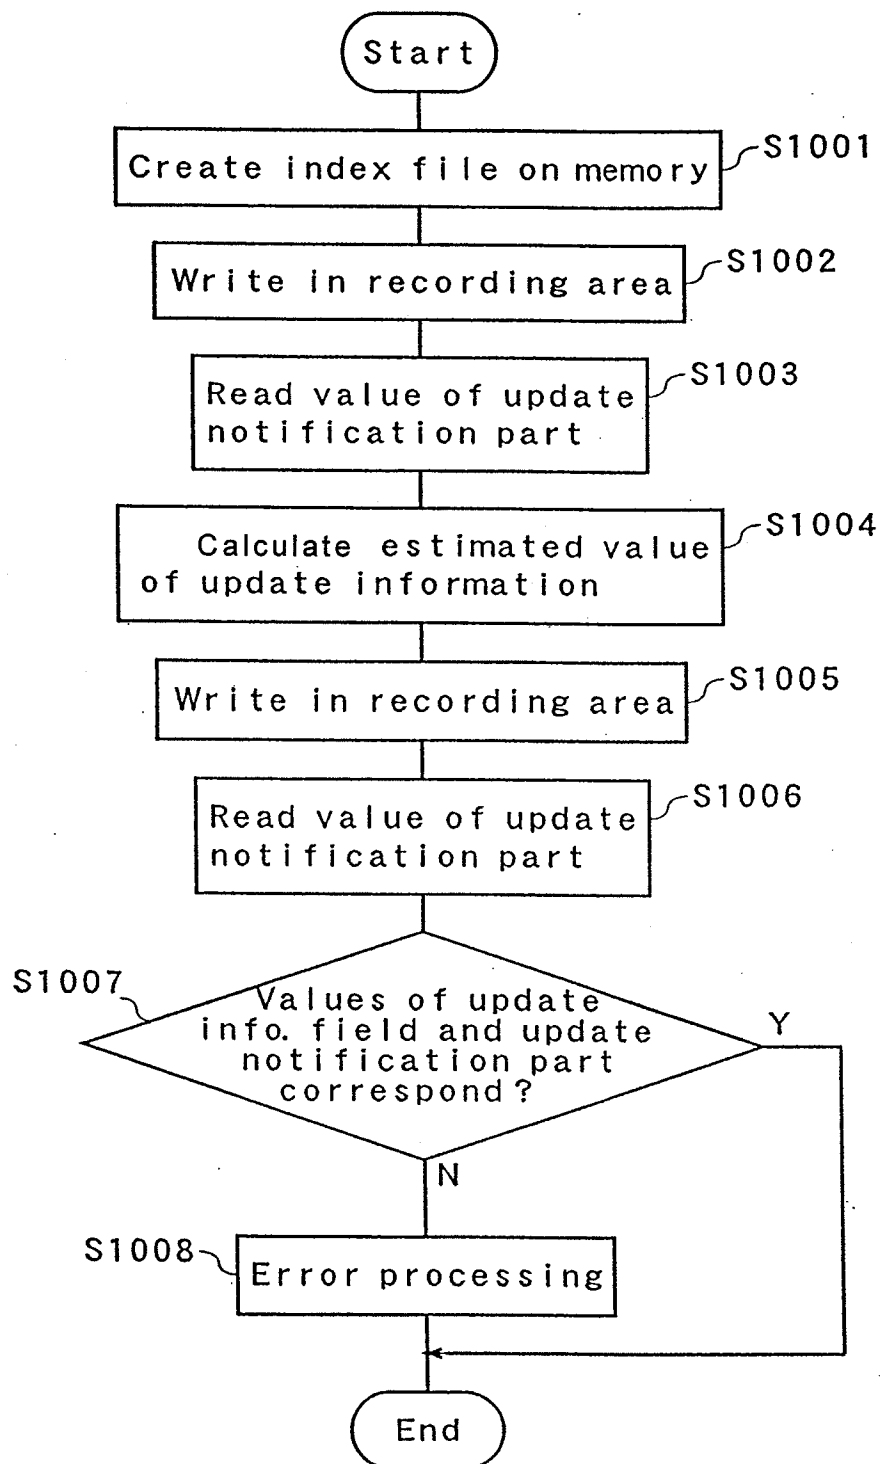 Start
Create index file on memory
S1001
Write in recording area
S1002
Read value of update
notification part
S1003
Calculate estimated value
of update information
S1004
Write in recording area
S1005
Read value of update
notification part
S1006
S1007
Values of update
info. field and update
notification part
correspond?
Y
N
S1008
Error processing
End